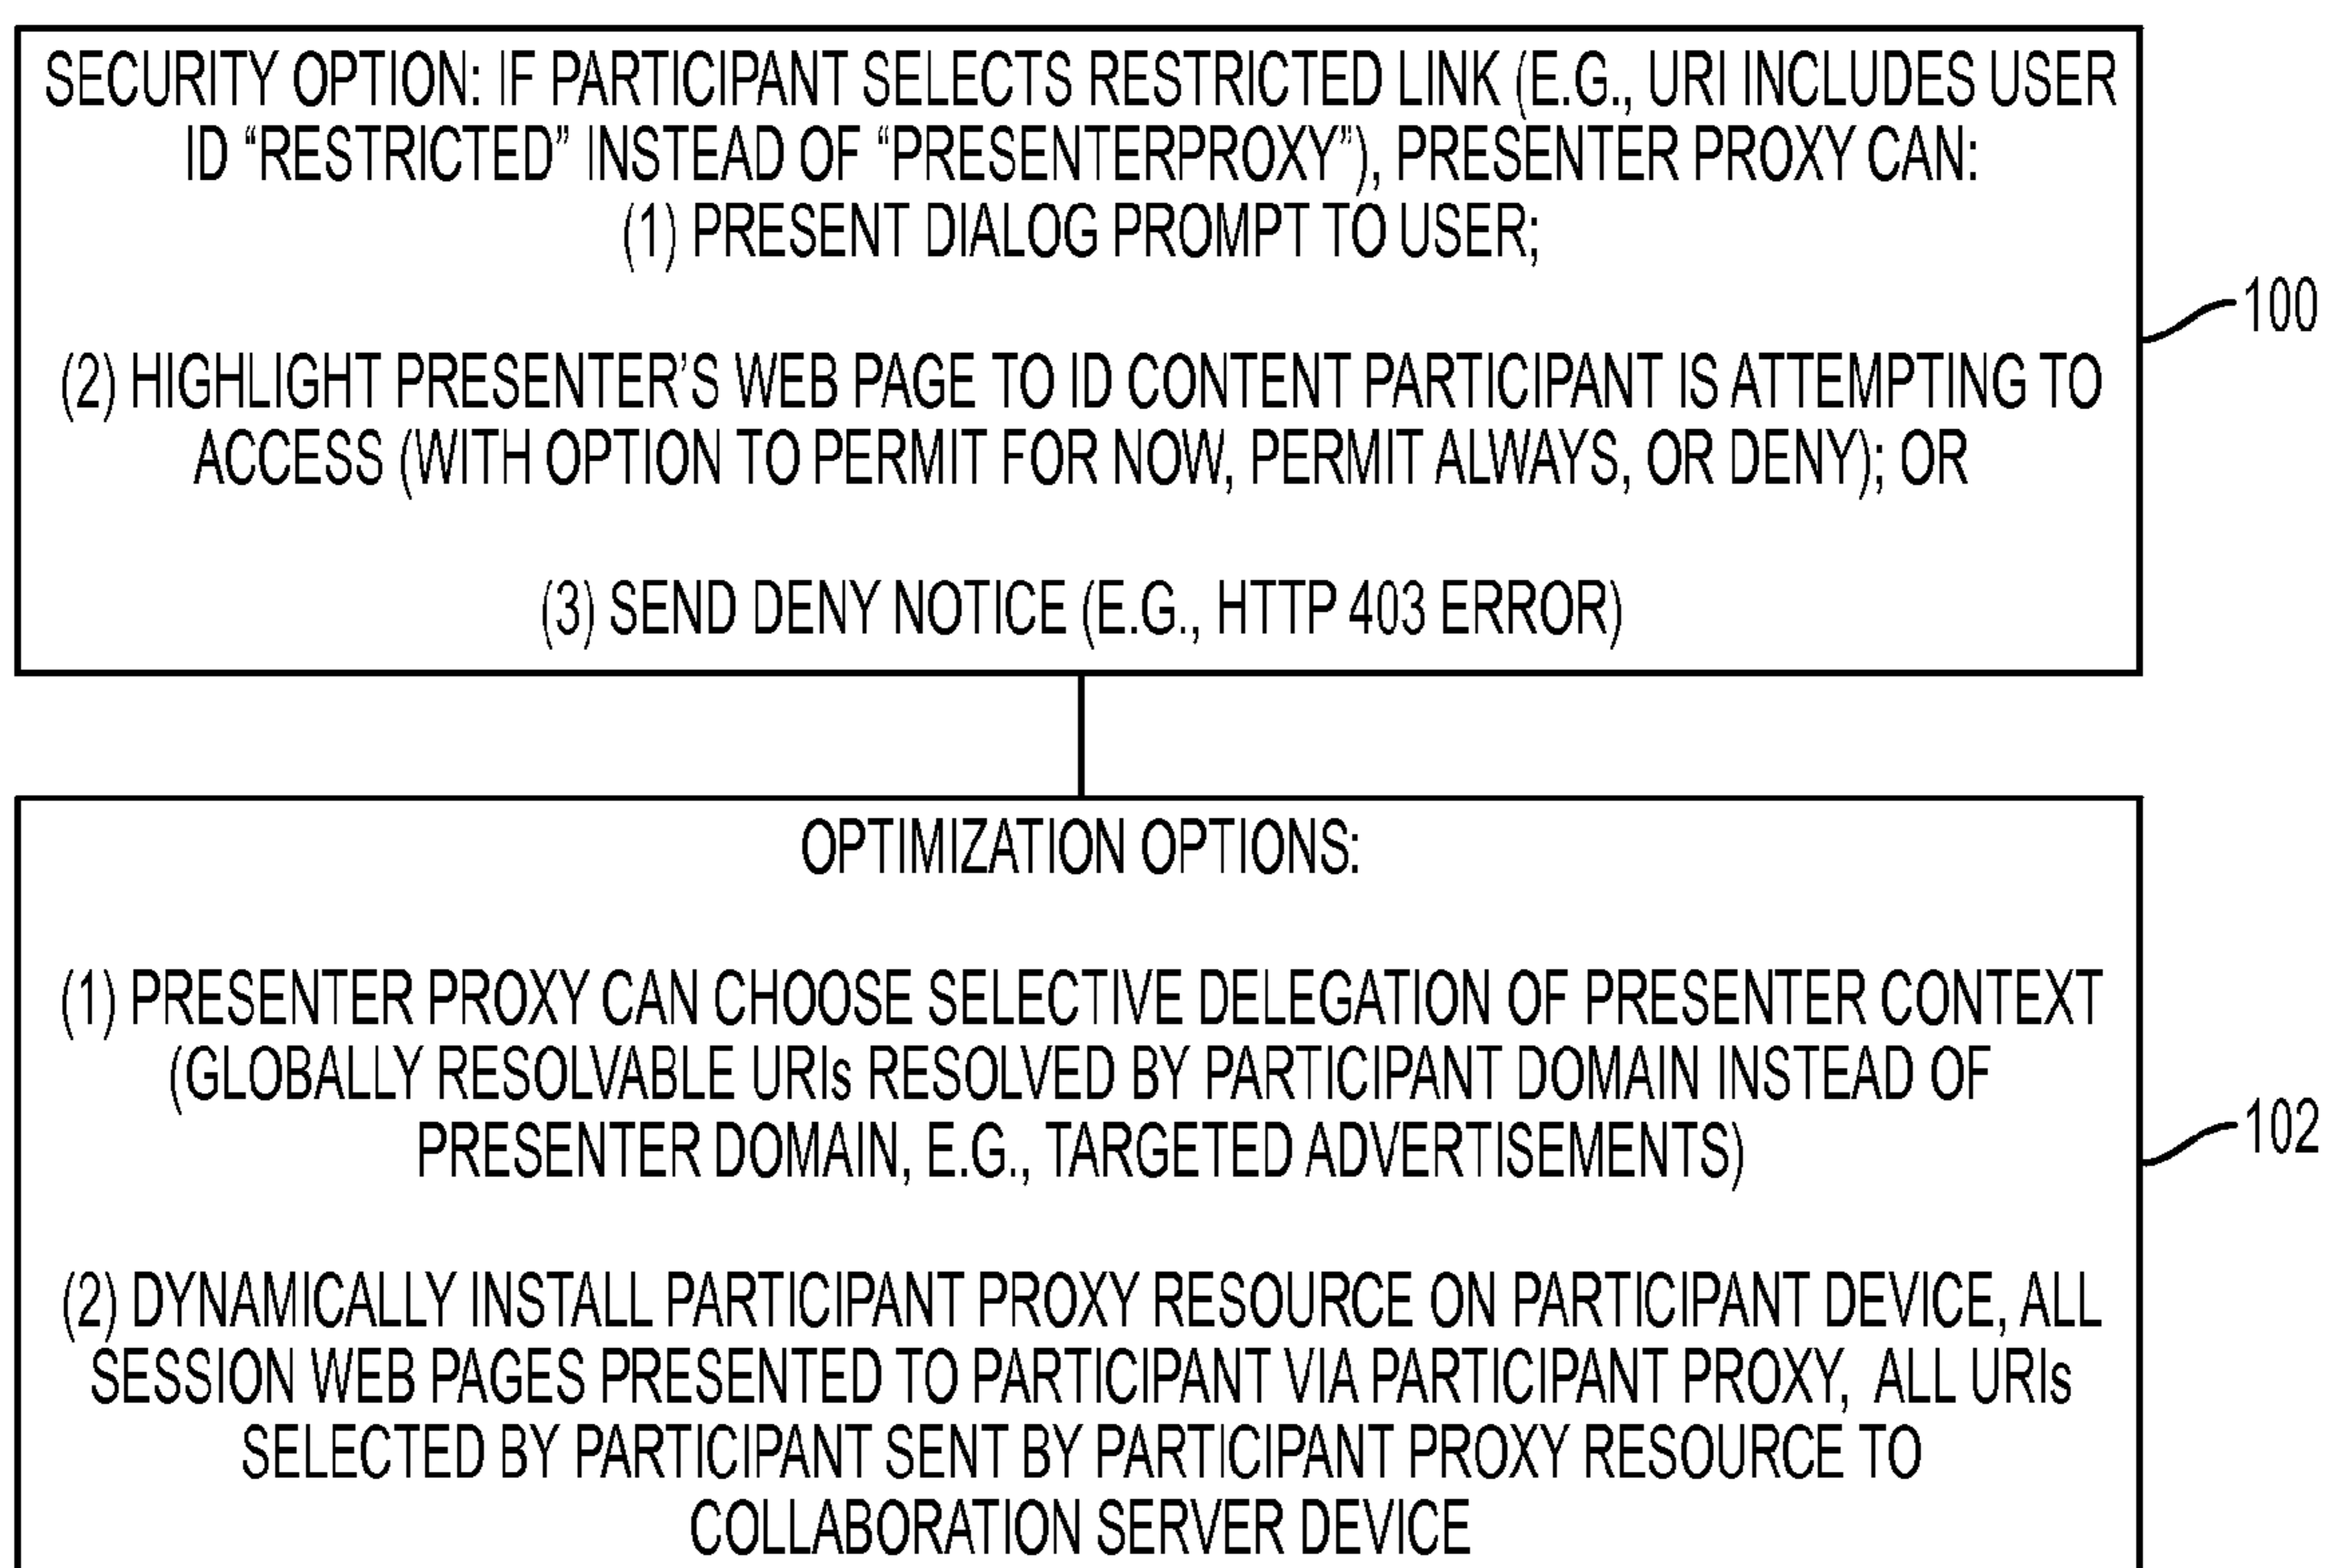 SECURITY OPTION: IF PARTICIPANT SELECTS RESTRICTED LINK (E.G., URI INCLUDES USER
ID “RESTRICTED” INSTEAD OF “PRESENTERPROXY”), PRESENTER PROXY CAN:
(1) PRESENT DIALOG PROMPT TO USER;
(2) HIGHLIGHT PRESENTER’S WEB PAGE TO ID CONTENT PARTICIPANT IS ATTEMPTING TO
ACCESS (WITH OPTION TO PERMIT FOR NOW, PERMIT ALWAYS, OR DENY); OR
(3) SEND DENY NOTICE (E.G., HTTP 403 ERROR)
100
OPTIMIZATION OPTIONS:
(1) PRESENTER PROXY CAN CHOOSE SELECTIVE DELEGATION OF PRESENTER CONTEXT
(GLOBALLY RESOLVABLE URIs RESOLVED BY PARTICIPANT DOMAIN INSTEAD OF
PRESENTER DOMAIN, E.G., TARGETED ADVERTISEMENTS)
102
(2) DYNAMICALLY INSTALL PARTICIPANT PROXY RESOURCE ON PARTICIPANT DEVICE, ALL
SESSION WEB PAGES PRESENTED TO PARTICIPANT VIA PARTICIPANT PROXY, ALL URIs
SELECTED BY PARTICIPANT SENT BY PARTICIPANT PROXY RESOURCE TO
COLLABORATION SERVER DEVICE